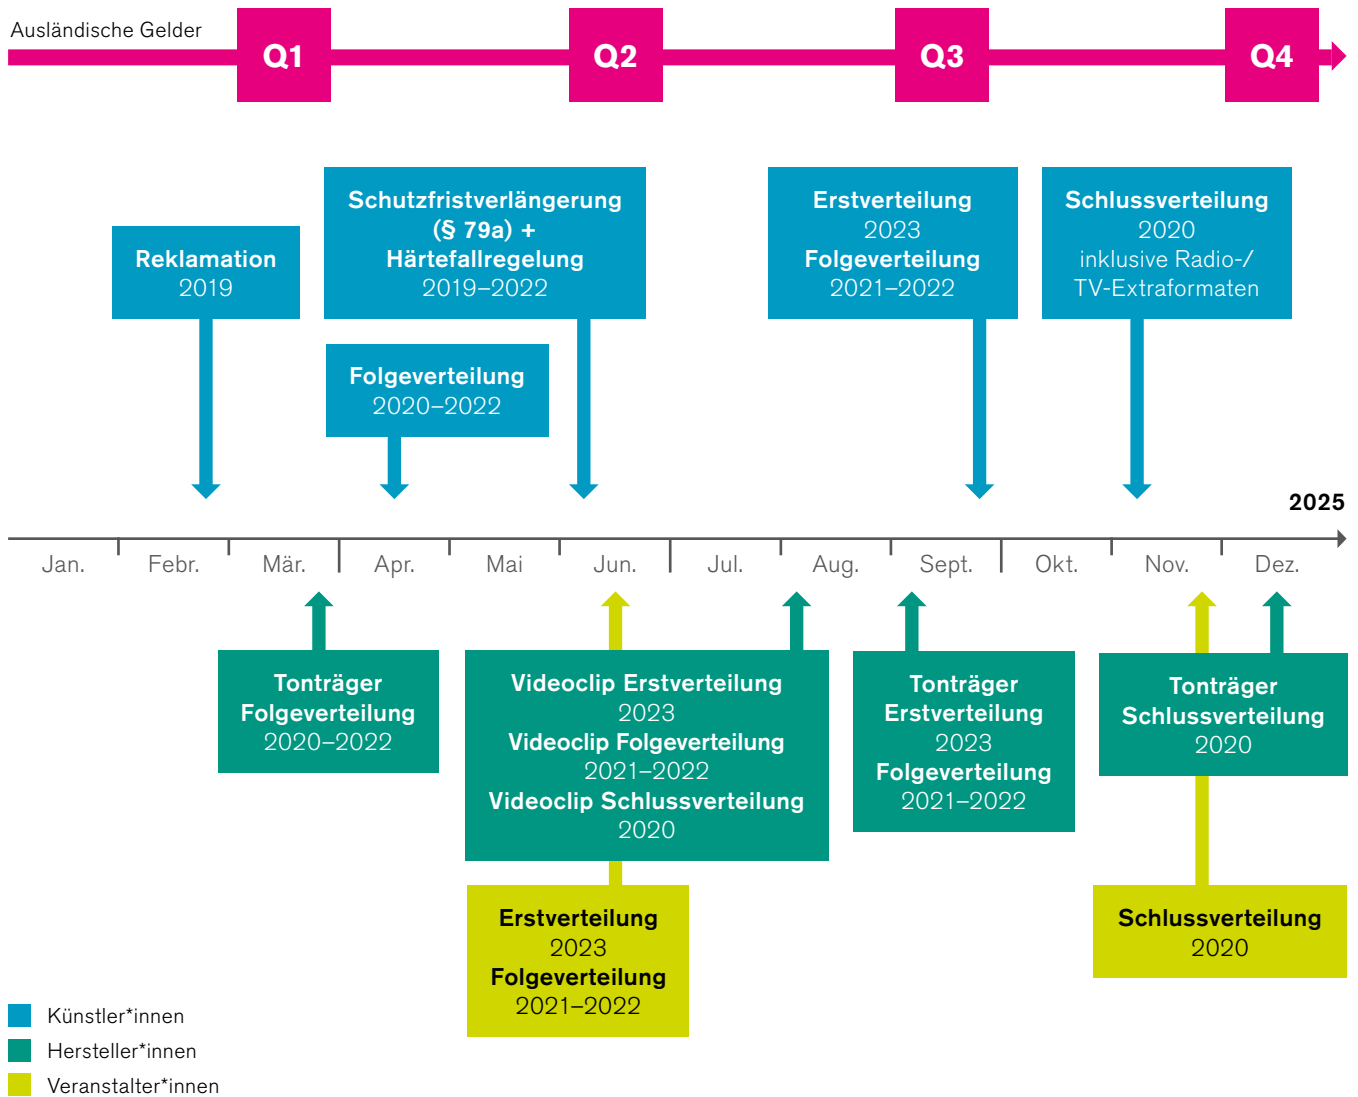 Ausländische Gelder
Q1
Q2
Q3
Q4
Reklamation
2019
Schutzfristverlängerung
(§ 79a) +
Härtefallregelung
2019–2022
Folgeverteilung
2020–2022
Erstverteilung
2023
Folgeverteilung
2021–2022
Schlussverteilung
2020
inklusive Radio-/
TV-Extraformaten
2025
Jan.
Febr.
Mär.
Apr.
Mai
Jun.
Jul.
Aug.
Sept.
Okt.
Nov.
Dez.
Tonträger
Folgeverteilung
2020–2022
Videoclip Erstverteilung
2023
Videoclip Folgeverteilung
2021–2022
Videoclip Schlussverteilung
2020
Tonträger
Erstverteilung
2023
Folgeverteilung
2021–2022
Tonträger
Schlussverteilung
2020
Erstverteilung
2023
Folgeverteilung
2021–2022
Schlussverteilung
2020
Künstler*innen
Hersteller*innen
Veranstalter*innen